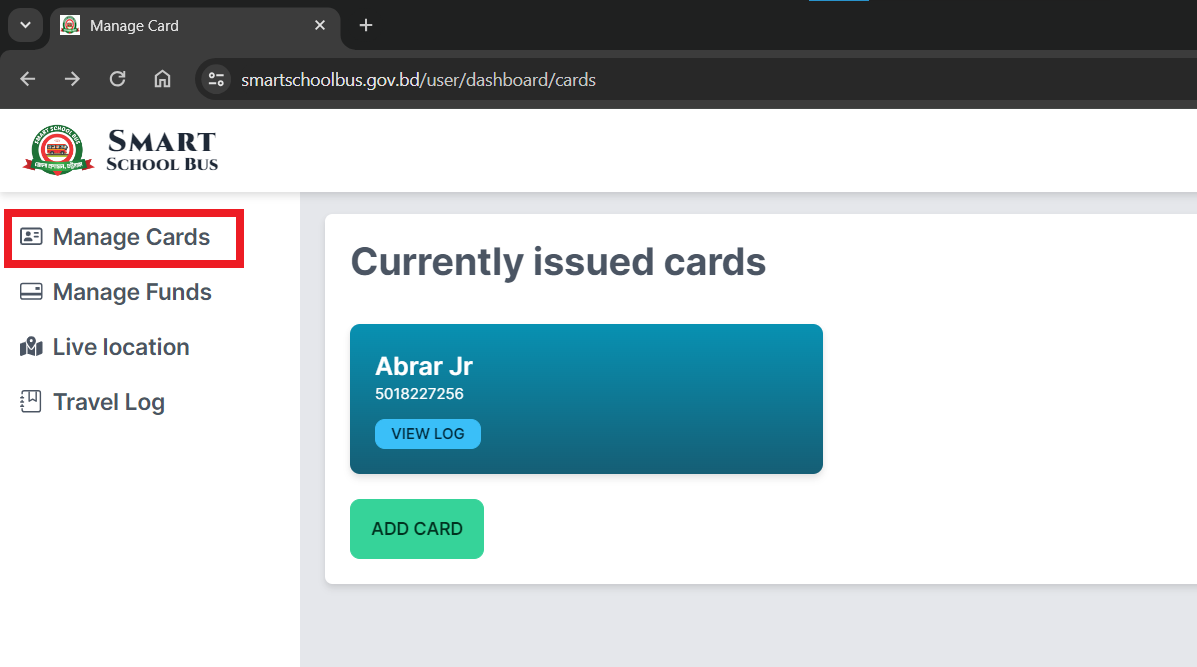 Manage Card
smartschoolbus.gov.bd/user/dashboard/cards
SMART SCHOOL BUS
SMART
SCHOOL BUS
Manage Cards
Manage Funds
Live location
Travel Log
Currently issued cards
Abrar Jr
5018227256
VIEW LOG
ADD CARD